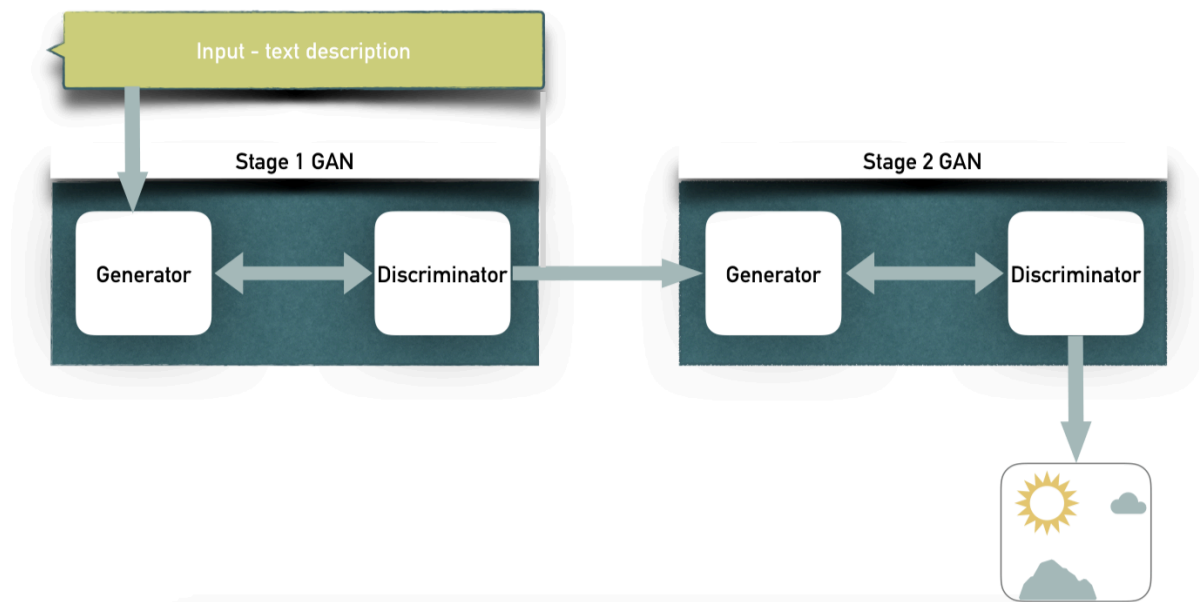 Input - text description
Stage 1 GAN
Stage 2 GAN
Generator
Discriminator
Generator
Discriminator